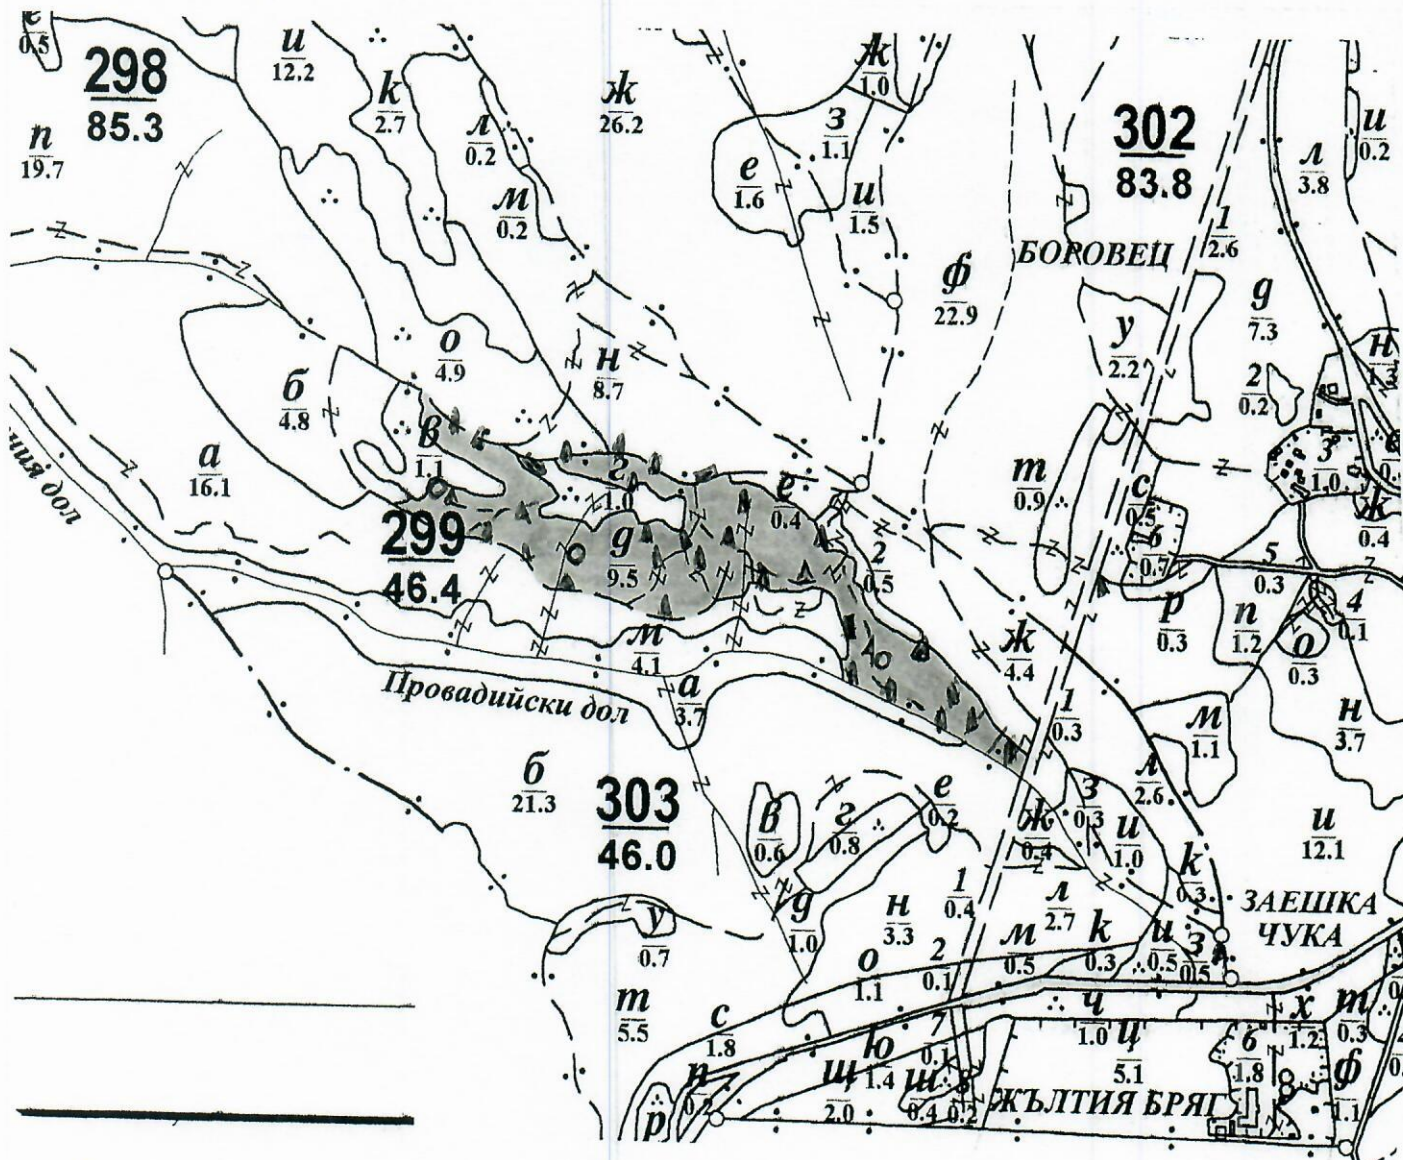 е
0.5
298
85.3
п
19.7
и
12.2
к
2.7
л
0.2
м
0.2
ж
26.2
е
1.6
з
1.1
ж
1.0
и
1.5
ф
22.9
302
83.8
БОРОВЕЦ
1
2.6
л
3.8
и
0.2
д
7.3
у
2.2
2
0.2
н
о
4.9
н
8.7
б
4.8
а
16.1
в
1.1
г
1.0
д
9.5
е
0.4
2
0.5
299
46.4
т
0.9
с
0.5
6
0.7
3
1.0
ж
0.4
5
0.3
4
0.1
р
0.3
п
1.2
о
0.3
н
3.7
ния дол
м
4.1
Провадийски дол
а
3.7
ж
4.4
1
0.3
м
1.1
л
2.6
б
21.3
303
46.0
в
0.6
г
0.8
е
0.2
ж
0.4
з
0.3
и
1.0
к
0.3
и
12.1
ЗАЕШКА
ЧУКА
у
0.7
д
1.0
н
3.3
1
0.4
л
2.7
м
0.5
к
0.3
и
0.5
з
0.5
о
1.1
2
0.1
т
5.5
с
1.8
ч
1.0
ц
5.1
х
1.2
т
0.3
7
0.1
ю
1.4
щ
2.0
ш
0.4
8
0.2
6
1.8
ф
1.1
п
0.2
р
ЖЪЛТИЯ БРЯГ